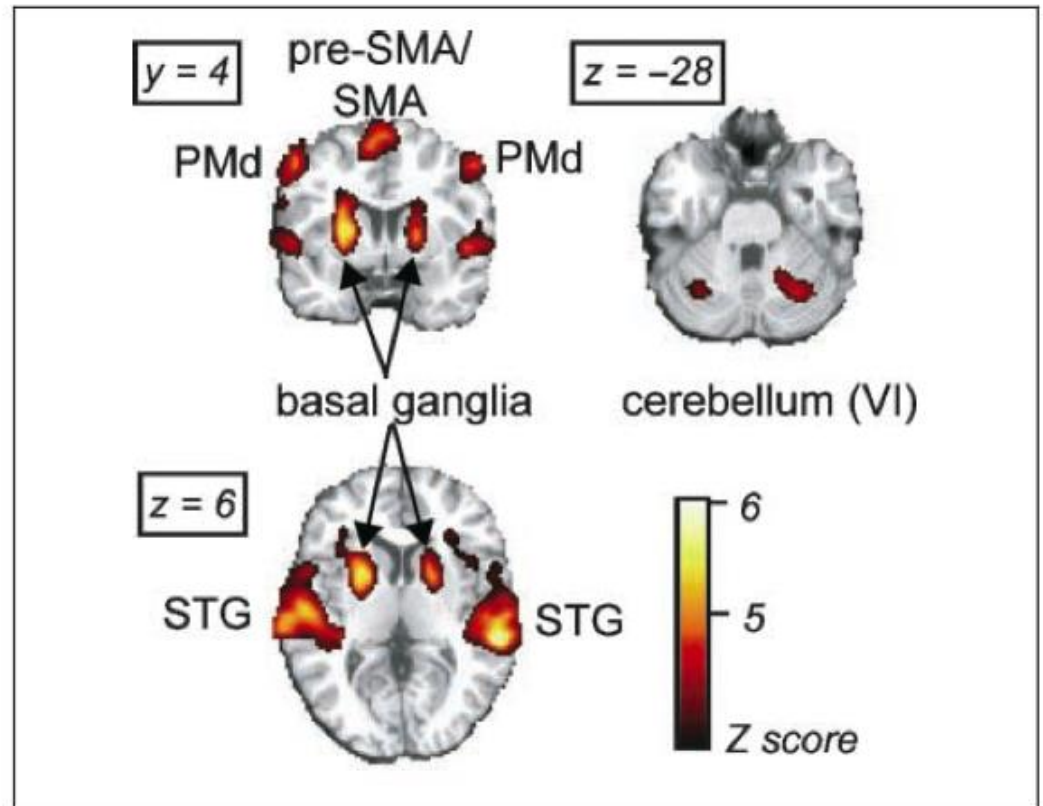 y = 4
pre-SMA/
SMA
z = –28
PMd
PMd
basal ganglia
cerebellum (VI)
z = 6
6
STG
STG
5
Z score